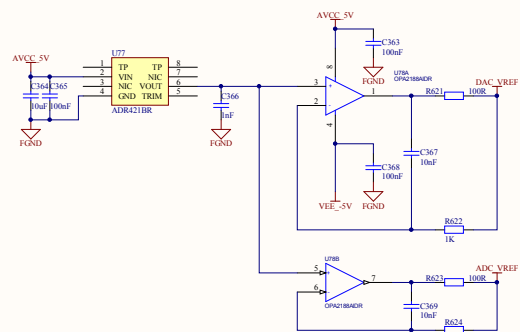 AVCC_5V
U77
1 TP TP 8
2 VIN NIC 7
3 NIC VOUT 6
4 GND TRIM 5
ADR421BR
C364 C365
10uF 100nF
FGND
C366
1nF
FGND
AVCC_5V
C363
100nF
FGND
U78A
OPA2188AIDR
8
3
1
2
4
R621 100R
DAC_VREF
C367
10nF
C368
100nF
FGND
VEE_-5V
R622
1K
U78B
5
7
6
OPA2188AIDR
R623 100R
ADC_VREF
C369
10nF
R624